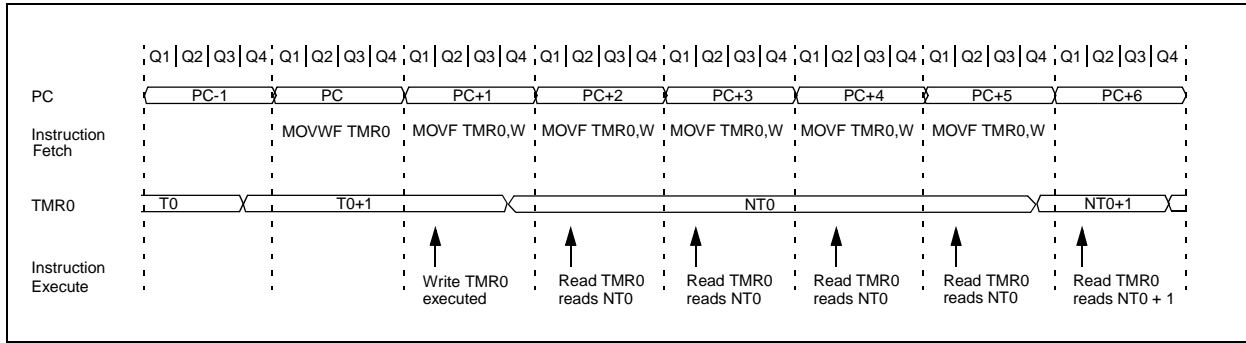 Q1 Q2 Q3 Q4 Q1 Q2 Q3 Q4 Q1 Q2 Q3 Q4 Q1 Q2 Q3 Q4 Q1 Q2 Q3 Q4 Q1 Q2 Q3 Q4 Q1 Q2 Q3 Q4 Q1 Q2 Q3 Q4
PC PC-1 PC PC+1 PC+2 PC+3 PC+4 PC+5 PC+6
Instruction
Fetch
MOVWF TMR0 MOVF TMR0,W MOVF TMR0,W MOVF TMR0,W MOVF TMR0,W MOVF TMR0,W
TMR0 T0 T0+1 NT0 NT0+1
Instruction
Execute
Write TMR0
executed
Read TMR0
reads NT0
Read TMR0
reads NT0
Read TMR0
reads NT0
Read TMR0
reads NT0
Read TMR0
reads NT0 + 1